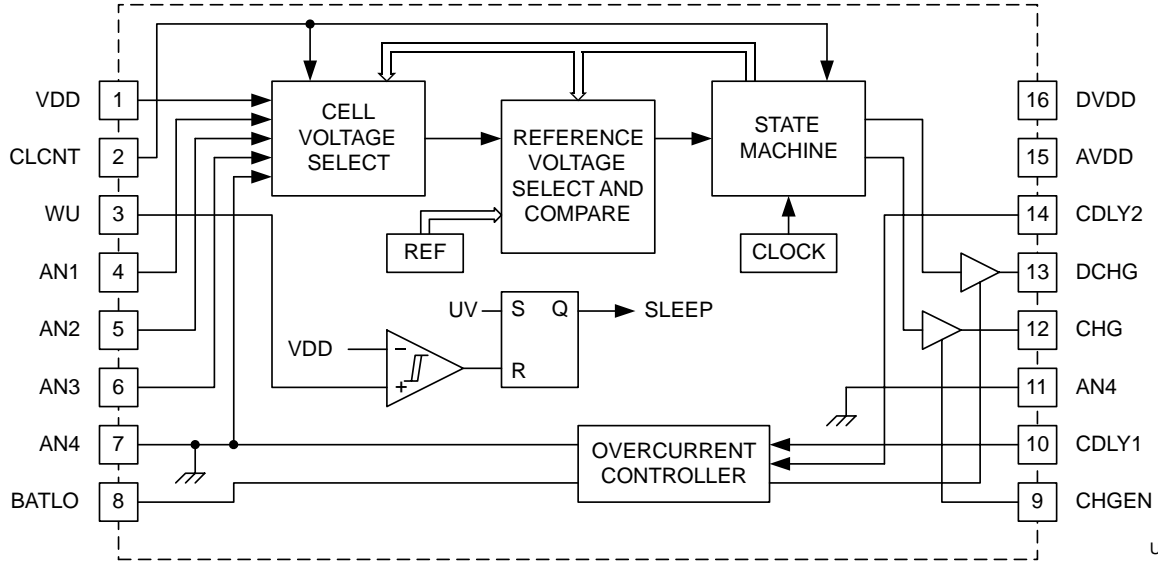 VDD
1
CLCNT
2
WU
3
AN1
4
AN2
5
AN3
6
AN4
7
BATLO
8
CELL
VOLTAGE
SELECT
REFERENCE
VOLTAGE
SELECT AND
COMPARE
STATE
MACHINE
REF
CLOCK
UV
S
Q
R
SLEEP
VDD
−
+
OVERCURRENT
CONTROLLER
16
DVDD
15
AVDD
14
CDLY2
13
DCHG
12
CHG
11
AN4
10
CDLY1
9
CHGEN
U